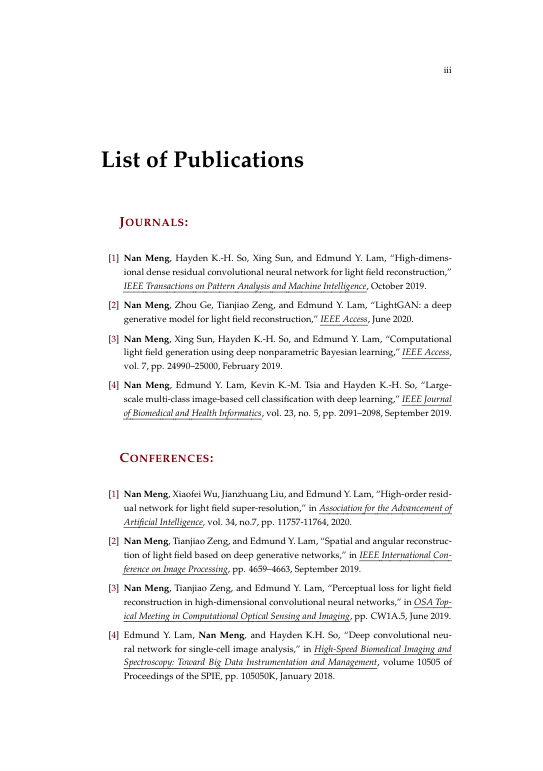 iii
List of Publications
JOURNALS:
[1] Nan Meng, Hayden K.-H. So, Xing Sun, and Edmund Y. Lam, “High-dimens-
ional dense residual convolutional neural network for light field reconstruction,”
IEEE Transactions on Pattern Analysis and Machine Intelligence, October 2019.
[2] Nan Meng, Zhou Ge, Tianjiao Zeng, and Edmund Y. Lam, “LightGAN: a deep
generative model for light field reconstruction,” IEEE Access, June 2020.
[3] Nan Meng, Xing Sun, Hayden K.-H. So, and Edmund Y. Lam, “Computational
light field generation using deep nonparametric Bayesian learning,” IEEE Access,
vol. 7, pp. 24990–25000, February 2019.
[4] Nan Meng, Edmund Y. Lam, Kevin K.-M. Tsia and Hayden K.-H. So, “Large-
scale multi-class image-based cell classification with deep learning,” IEEE Journal
of Biomedical and Health Informatics, vol. 23, no. 5, pp. 2091–2098, September 2019.
CONFERENCES:
[1] Nan Meng, Xiaofei Wu, Jianzhuang Liu, and Edmund Y. Lam, “High-order resid-
ual network for light field super-resolution,” in Association for the Advancement of
Artificial Intelligence, vol. 34, no.7, pp. 11757-11764, 2020.
[2] Nan Meng, Tianjiao Zeng, and Edmund Y. Lam, “Spatial and angular reconstruc-
tion of light field based on deep generative networks,” in IEEE International Con-
ference on Image Processing, pp. 4659–4663, September 2019.
[3] Nan Meng, Tianjiao Zeng, and Edmund Y. Lam, “Perceptual loss for light field
reconstruction in high-dimensional convolutional neural networks,” in OSA Top-
ical Meeting in Computational Optical Sensing and Imaging, pp. CW1A.5, June 2019.
[4] Edmund Y. Lam, Nan Meng, and Hayden K.H. So, “Deep convolutional neu-
ral network for single-cell image analysis,” in High-Speed Biomedical Imaging and
Spectroscopy: Toward Big Data Instrumentation and Management, volume 10505 of
Proceedings of the SPIE, pp. 105050K, January 2018.